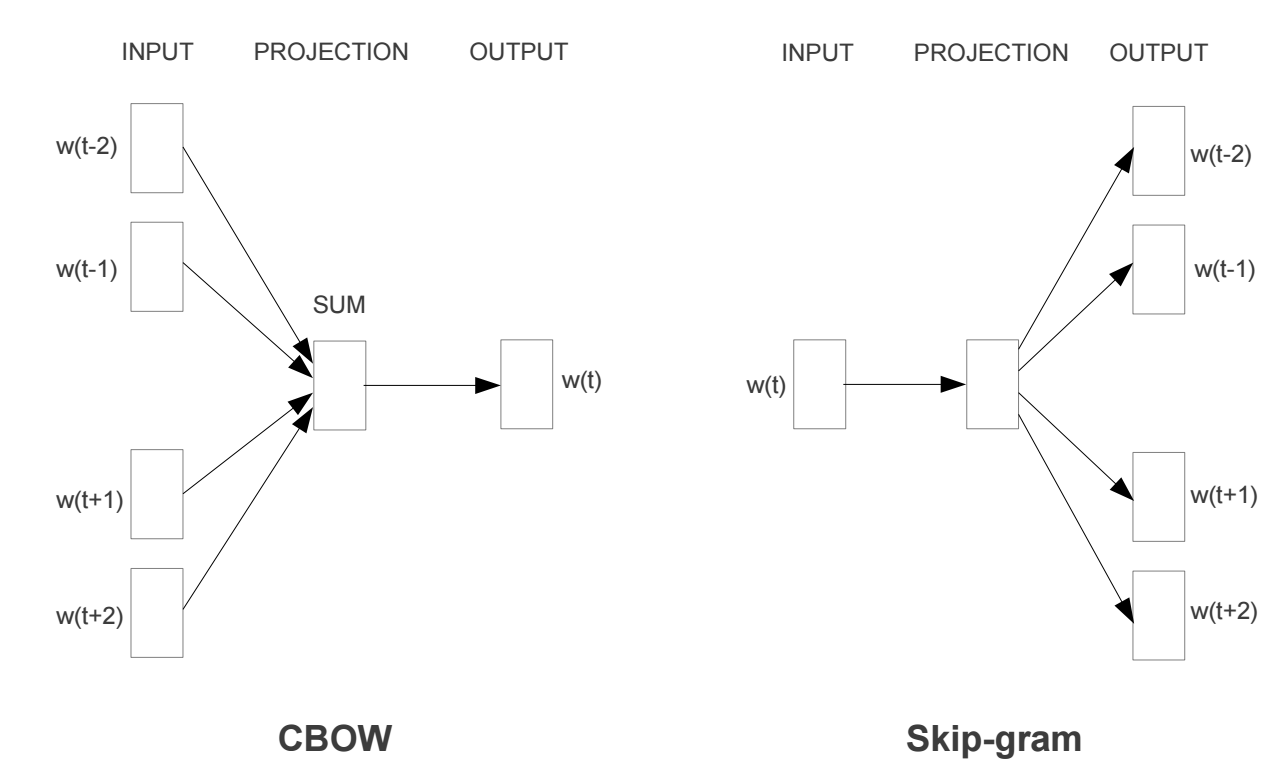 INPUT PROJECTION OUTPUT
w(t-2)
w(t-1)
SUM
w(t)
w(t+1)
w(t+2)
CBOW
INPUT PROJECTION OUTPUT
w(t-2)
w(t-1)
w(t)
w(t+1)
w(t+2)
Skip-gram